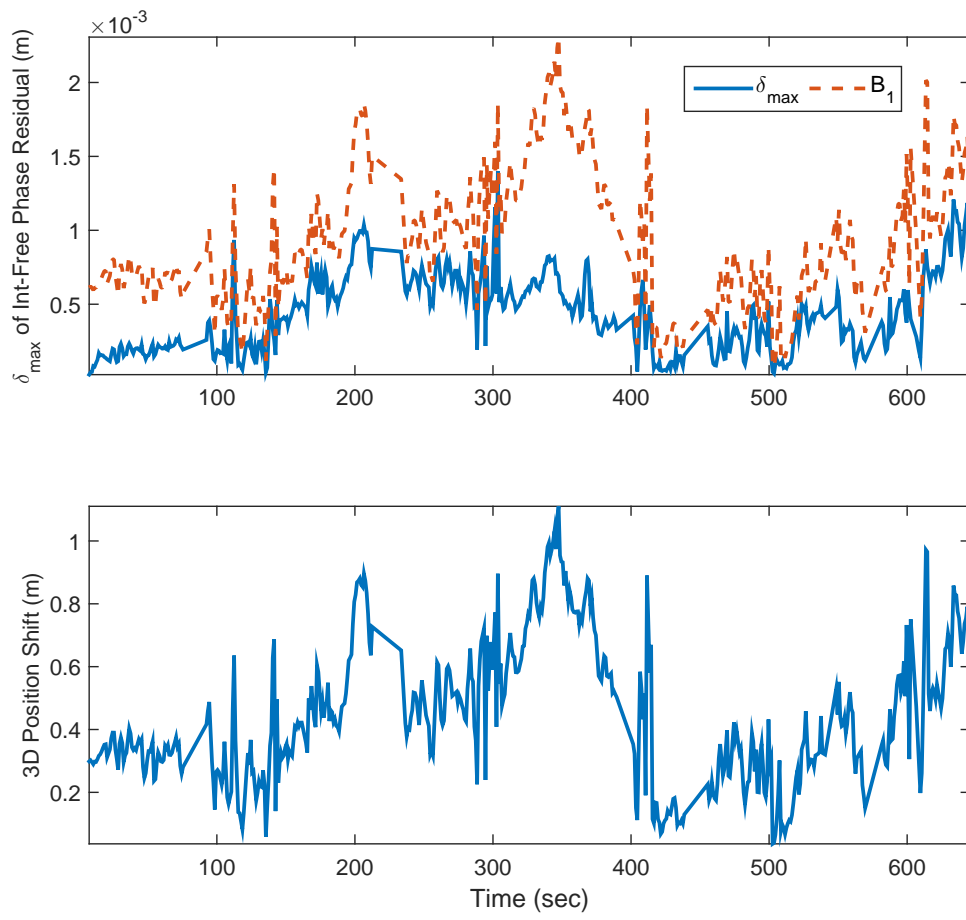 ×10-3
δmax of Int-Free Phase Residual (m)
2
1.5
1
0.5
δmax B1
100 200 300 400 500 600
3D Position Shift (m)
1
0.8
0.6
0.4
0.2
100 200 300 400 500 600
Time (sec)